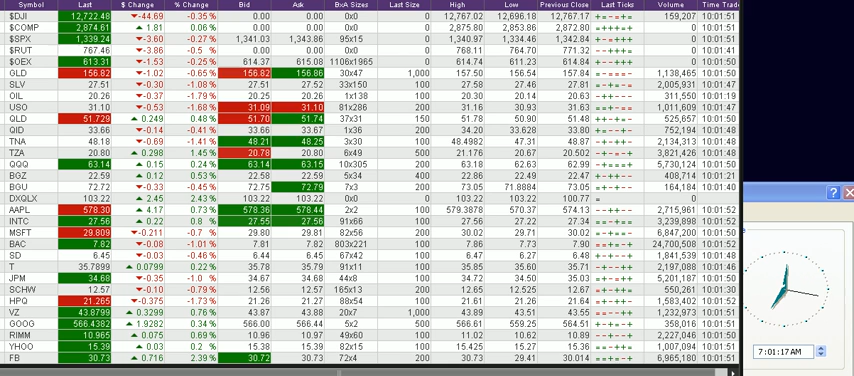 Symbol Last $ Change % Change Bid Ask BxA Sizes Last Size High Low Previous Close Last Ticks Volume Time Trade
$DJI 12,722.48 -44.69 -0.35 % 0.00 0.00 0x0 0 12,767.02 12,696.18 12,767.17 159,207 10:01:51
$COMP 2,874.61 1.81 0.06 % 0.00 0.00 0x0 0 2,875.80 2,853.86 2,872.80 0 10:01:51
$SPX 1,339.24 -3.60 -0.27 % 1,341.03 1,343.86 95x15 0 1,340.97 1,334.46 1,342.84 0 10:01:51
$RUT 767.46 -3.86 -0.5 % 0.00 0.00 0x0 0 768.11 764.70 771.32 0 10:01:41
$OEX 613.31 -1.53 -0.25 % 614.37 615.08 1106x1965 0 614.74 611.23 614.84 0 10:01:50
GLD 156.82 -1.02 -0.65 % 156.82 156.86 30x47 1,000 157.50 156.54 157.84 1,138,465 10:01:50
SLV 27.51 -0.30 -1.08 % 27.51 27.52 33x150 100 27.58 27.46 27.81 2,005,931 10:01:47
OIL 20.26 -0.37 -1.79 % 20.25 20.26 1x138 100 20.30 20.14 20.63 311,550 10:01:19
USO 31.10 -0.53 -1.68 % 31.09 31.10 81x286 200 31.16 30.93 31.63 1,011,609 10:01:47
QLD 51.729 0.249 0.48 % 51.70 51.74 37x31 150 51.78 50.90 51.48 525,657 10:01:50
QID 33.66 -0.14 -0.41 % 33.66 33.67 1x36 200 34.20 33.628 33.80 752,194 10:01:48
TNA 48.18 -0.69 -1.41 % 48.21 48.25 3x30 100 48.4982 47.31 48.87 2,134,313 10:01:48
TZA 20.80 0.298 1.45 % 20.78 20.80 6x49 500 21.176 20.67 20.502 3,821,426 10:01:48
QQQ 63.14 0.15 0.24 % 63.14 63.15 10x305 200 63.18 62.63 62.99 5,730,124 10:01:50
BGZ 22.59 0.12 0.53 % 22.58 22.60 5x24 400 22.86 22.49 22.47 408,714 10:01:21
BGU 72.72 -0.33 -0.45 % 72.75 72.79 7x3 200 73.05 71.8884 73.05 164,184 10:01:40
DXQLX 103.22 2.45 2.43 % 103.22 0.00 0x0 0 103.22 103.22 100.77 0
AAPL 578.30 4.17 0.73 % 578.36 578.44 2x2 100 579.3878 570.37 574.13 2,715,961 10:01:52
INTC 27.56 0.22 0.8 % 27.55 27.56 91x66 100 27.56 27.22 27.34 3,239,898 10:01:52
MSFT 29.809 -0.211 -0.7 % 29.80 29.81 82x56 200 30.02 29.71 30.02 6,847,200 10:01:50
BAC 7.82 -0.08 -1.01 % 7.81 7.82 803x221 100 7.86 7.73 7.90 24,700,508 10:01:52
SD 6.45 -0.03 -0.46 % 6.44 6.45 67x42 100 6.47 6.27 6.48 1,841,539 10:01:48
T 35.7899 0.0799 0.22 % 35.78 35.79 91x11 100 35.85 35.60 35.71 2,197,088 10:01:46
JPM 34.68 -0.35 -1.0 % 34.67 34.68 44x8 100 34.72 34.50 35.03 5,201,187 10:01:50
SCHW 12.57 -0.10 -0.79 % 12.56 12.57 165x13 200 12.65 12.525 12.67 550,261 10:01:30
HPQ 21.265 -0.375 -1.73 % 21.26 21.27 88x54 100 21.61 21.26 21.64 1,583,402 10:01:52
VZ 43.8799 0.3299 0.76 % 43.87 43.88 20x7 1,000 43.89 43.51 43.55 1,232,973 10:01:51
GOOG 566.4382 1.9282 0.34 % 566.00 566.44 5x2 500 566.62 559.25 564.51 358,016 10:01:51
RIMM 10.965 0.075 0.69 % 10.96 10.97 49x60 100 11.02 10.62 10.89 2,227,046 10:01:50
YHOO 15.39 0.03 0.2 % 15.38 15.39 82x15 100 15.425 15.27 15.36 1,007,094 10:01:52
FB 30.73 0.716 2.39 % 30.72 30.73 72x4 200 30.73 29.41 30.014 6,965,180 10:01:51
7:01:17 AM